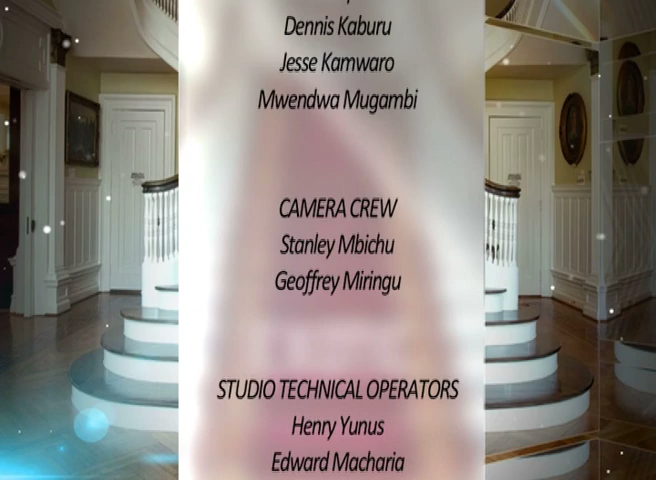 Dennis Kaburu
Jesse Kamwaro
Mwendwa Mugambi
CAMERA CREW
Stanley Mbichu
Geoffrey Miringu
STUDIO TECHNICAL OPERATORS
Henry Yunus
Edward Macharia